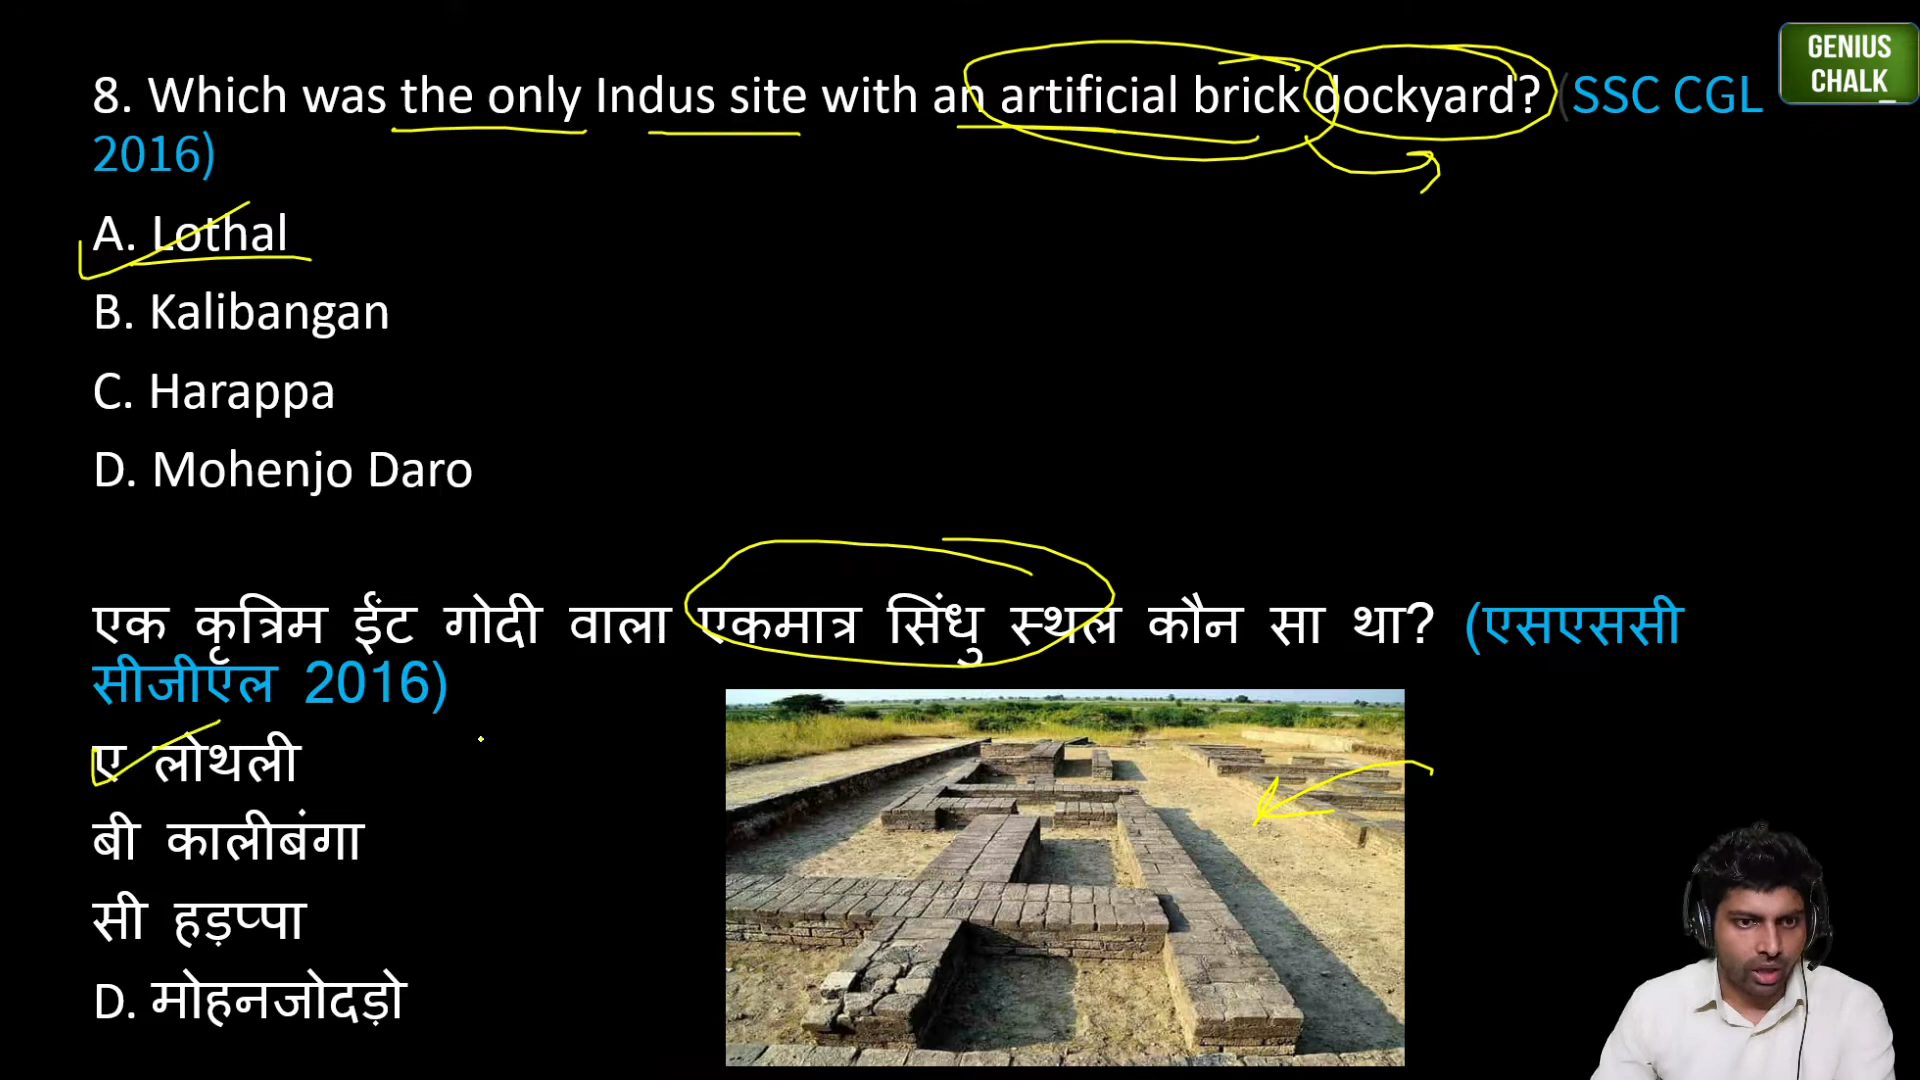 GENIUS
CHALK
8. Which was the only Indus site with an artificial brick dockyard? (SSC CGL
2016)
A. Lothal
B. Kalibangan
C. Harappa
D. Mohenjo Daro
एक कृत्रिम ईंट गोदी वाला एकमात्र सिंधु स्थल कौन सा था? (एसएससी
सीजीएल 2016)
ए लोथली
बी कालीबंगा
सी हड़प्पा
D. मोहनजोदड़ो